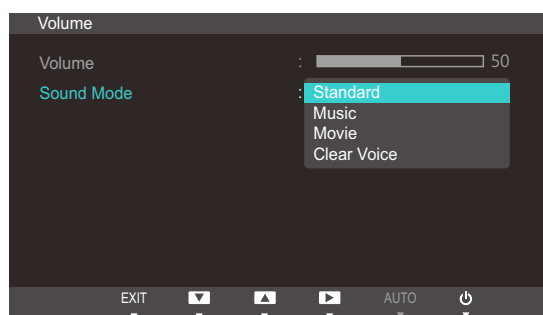 Volume
Volume : 50
Sound Mode : Standard
Music
Movie
Clear Voice
EXIT AUTO